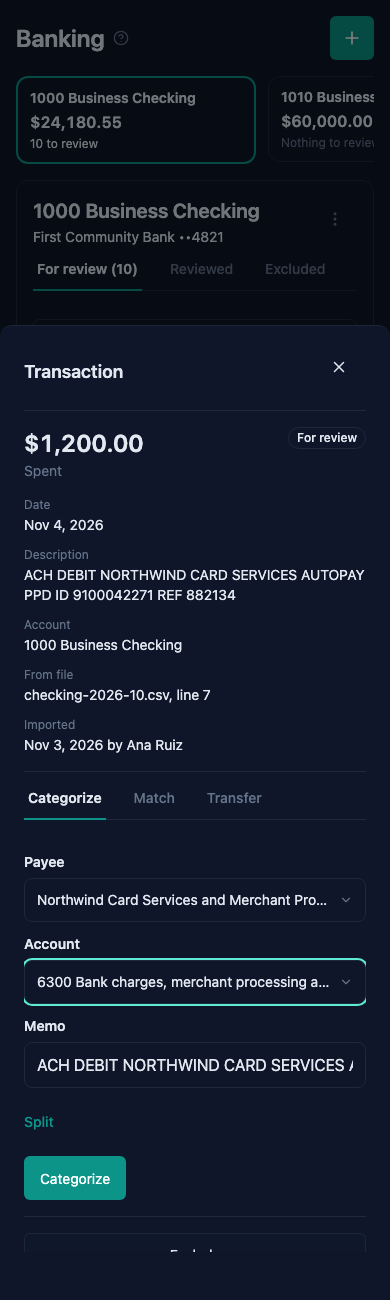 Banking
1000 Business Checking
$24,180.55
10 to review
1010 Business
$60,000.00
Nothing to review
1000 Business Checking
First Community Bank ••4821
For review (10)
Reviewed
Excluded
Transaction
$1,200.00
For review
Spent
Date
Nov 4, 2026
Description
ACH DEBIT NORTHWIND CARD SERVICES AUTOPAY
PPD ID 9100042271 REF 882134
Account
1000 Business Checking
From file
checking-2026-10.csv, line 7
Imported
Nov 3, 2026 by Ana Ruiz
Categorize
Match
Transfer
Payee
Northwind Card Services and Merchant Pro...
Account
6300 Bank charges, merchant processing a...
Memo
ACH DEBIT NORTHWIND CARD SERVICES
Split
Categorize